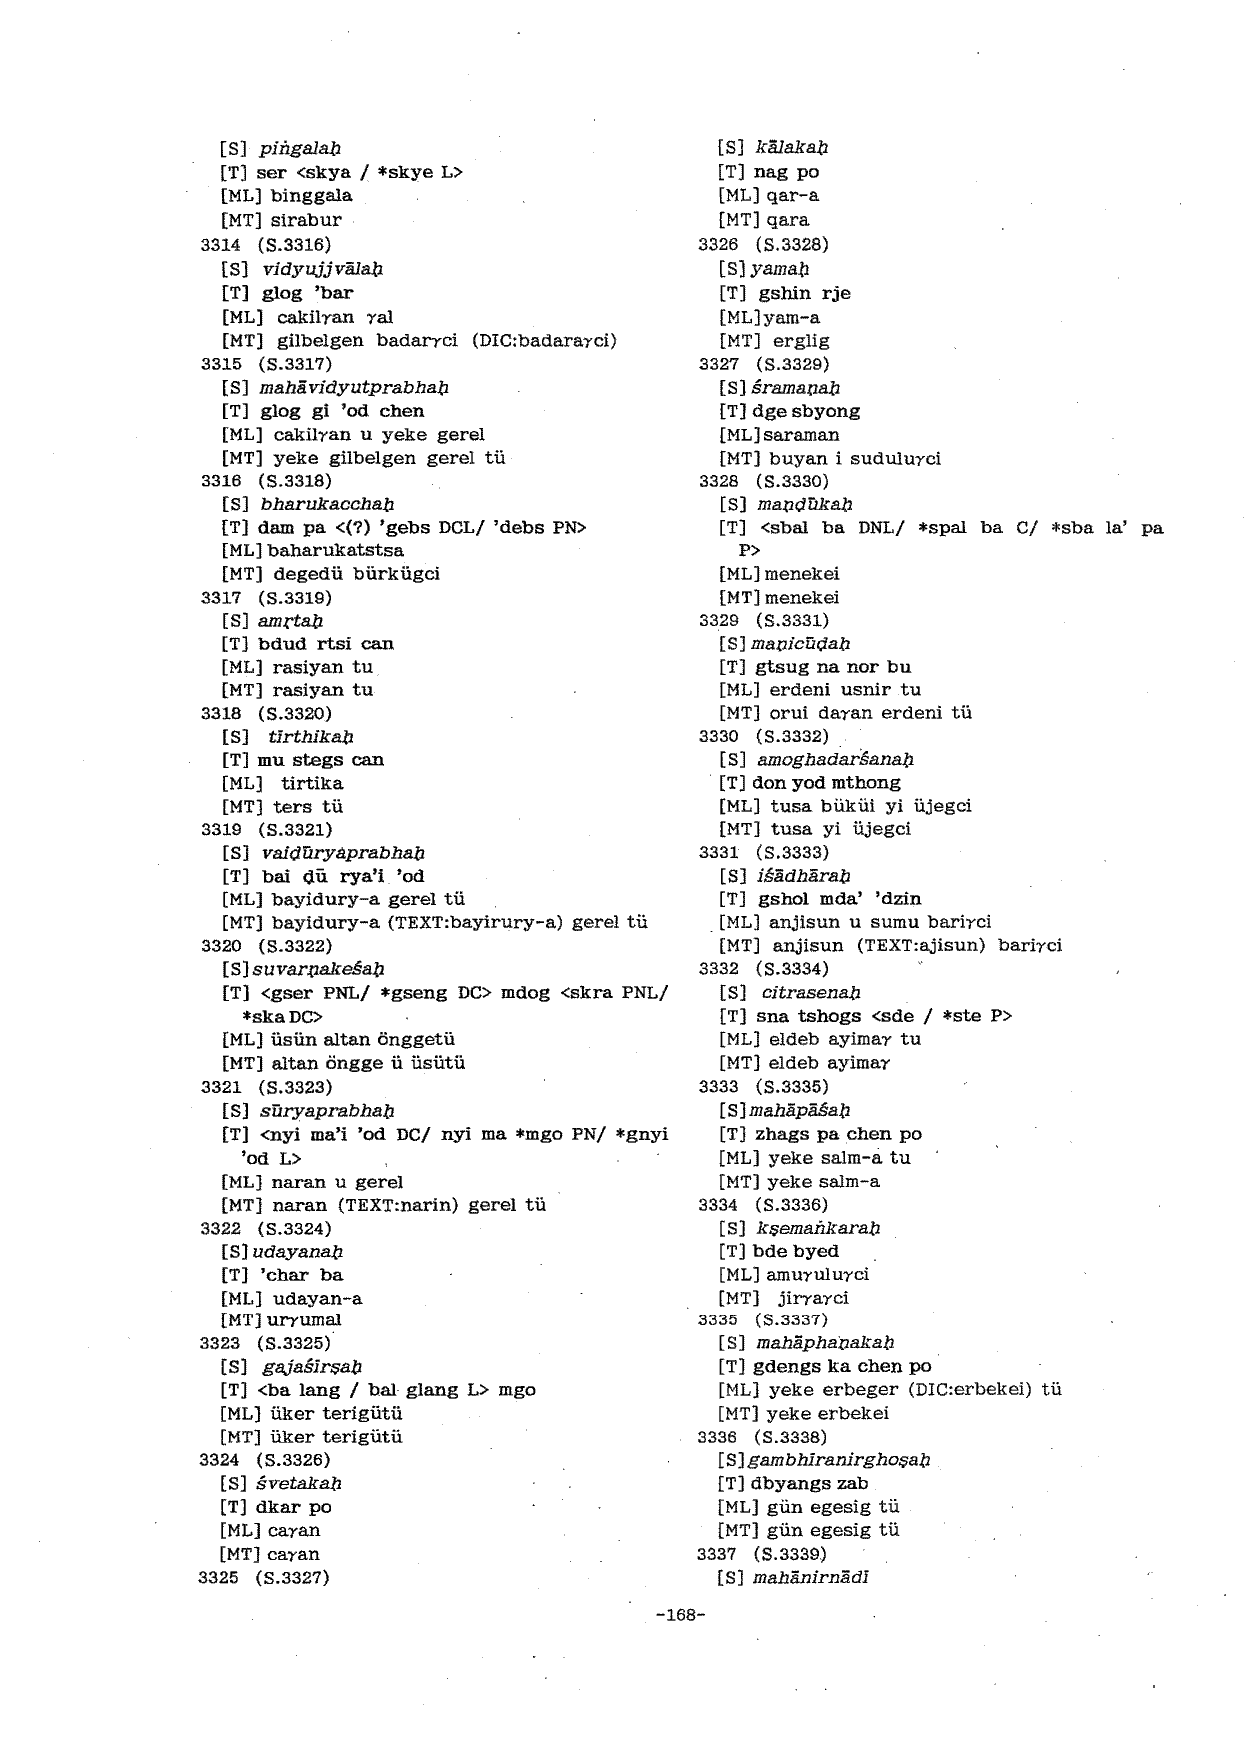 [S] piṅgalaḥ
[T] ser <skya / *skye L>
[ML] binggala
[MT] sirabur
3314 (S.3316)
[S] vidyujjvālaḥ
[T] glog ’bar
[ML] cakilγan γal
[MT] gilbelgen badarγci (DIC:badaraγci)
3315 (S.3317)
[S] mahāvidyutprabhaḥ
[T] glog gi ’od chen
[ML] cakilγan u yeke gerel
[MT] yeke gilbelgen gerel tü
3316 (S.3318)
[S] bharukacchaḥ
[T] dam pa <(?) ’gebs DCL/ ’debs PN>
[ML] baharukatstsa
[MT] degedü bürkügci
3317 (S.3319)
[S] amṛtaḥ
[T] bdud rtsi can
[ML] rasiyan tu
[MT] rasiyan tu
3318 (S.3320)
[S] tīrthikaḥ
[T] mu stegs can
[ML] tirtika
[MT] ters tü
3319 (S.3321)
[S] vaiḍūryaprabhaḥ
[T] bai ḍū rya’i ’od
[ML] bayidury-a gerel tü
[MT] bayidury-a (TEXT:bayirury-a) gerel tü
3320 (S.3322)
[S] suvarṇakeśaḥ
[T] <gser PNL/ *gseng DC> mdog <skra PNL/
*ska DC>
[ML] üsün altan önggetü
[MT] altan öngge ü üsütü
3321 (S.3323)
[S] sūryaprabhaḥ
[T] <nyi ma’i ’od DC/ nyi ma *mgo PN/ *gnyi
’od L>
[ML] naran u gerel
[MT] naran (TEXT:narin) gerel tü
3322 (S.3324)
[S] udayanaḥ
[T] ’char ba
[ML] udayan-a
[MT] urγumal
3323 (S.3325)
[S] gajaśīrṣaḥ
[T] <ba lang / bal glang L> mgo
[ML] üker terigütü
[MT] üker terigütü
3324 (S.3326)
[S] śvetakaḥ
[T] dkar po
[ML] caγan
[MT] caγan
3325 (S.3327)
[S] kālakaḥ
[T] nag po
[ML] qar-a
[MT] qara
3326 (S.3328)
[S] yamaḥ
[T] gshin rje
[ML] yam-a
[MT] erglig
3327 (S.3329)
[S] śramaṇaḥ
[T] dge sbyong
[ML] saraman
[MT] buyan i suduluγci
3328 (S.3330)
[S] maṇḍūkaḥ
[T] <sbal ba DNL/ *spal ba C/ *sba la’ pa
P>
[ML] menekei
[MT] menekei
3329 (S.3331)
[S] maṇicūḍaḥ
[T] gtsug na nor bu
[ML] erdeni usnir tu
[MT] orui daγan erdeni tü
3330 (S.3332)
[S] amoghadarśanaḥ
[T] don yod mthong
[ML] tusa büküi yi üjegci
[MT] tusa yi üjegci
3331 (S.3333)
[S] iśādhāraḥ
[T] gshol mda’ ’dzin
[ML] anjisun u sumu bariγci
[MT] anjisun (TEXT:ajisun) bariγci
3332 (S.3334)
[S] citrasenaḥ
[T] sna tshogs <sde / *ste P>
[ML] eldeb ayimaγ tu
[MT] eldeb ayimaγ
3333 (S.3335)
[S] mahāpāśaḥ
[T] zhags pa chen po
[ML] yeke salm-a tu
[MT] yeke salm-a
3334 (S.3336)
[S] kṣemaṅkaraḥ
[T] bde byed
[ML] amuγuluγci
[MT] jirγaγci
3335 (S.3337)
[S] mahāphaṇakaḥ
[T] gdengs ka chen po
[ML] yeke erbeger (DIC:erbekei) tü
[MT] yeke erbekei
3336 (S.3338)
[S] gambhīranirghoṣaḥ
[T] dbyangs zab
[ML] gün egesig tü
[MT] gün egesig tü
3337 (S.3339)
[S] mahānirnādī
-168-